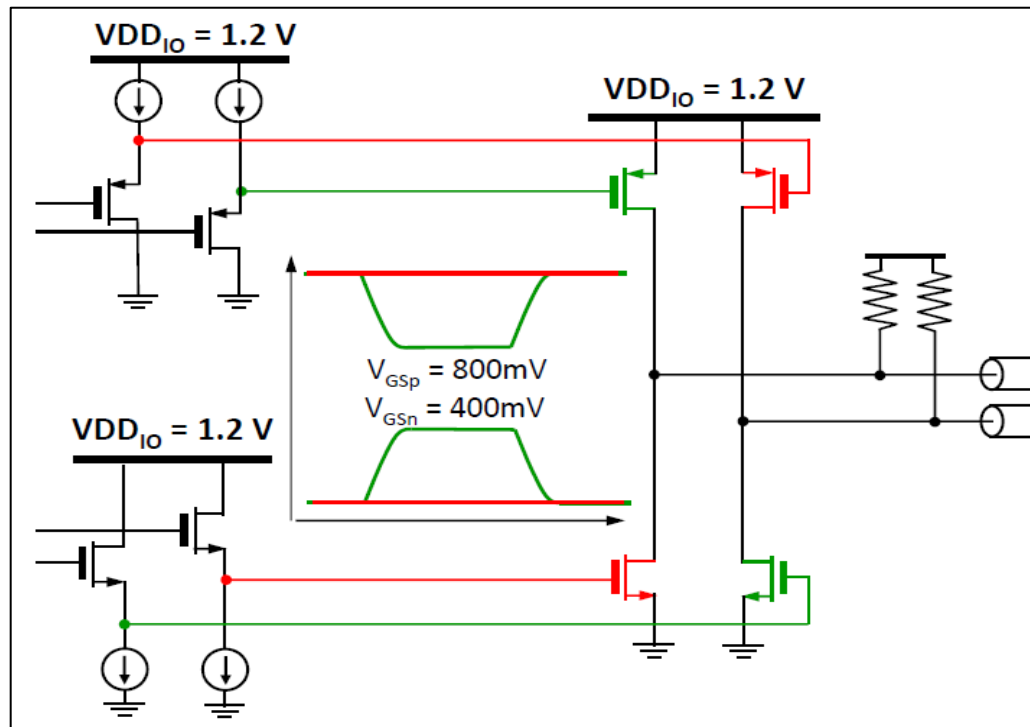 VDD_IO = 1.2 V
VDD_IO = 1.2 V
V_GSp = 800mV
V_GSn = 400mV
VDD_IO = 1.2 V